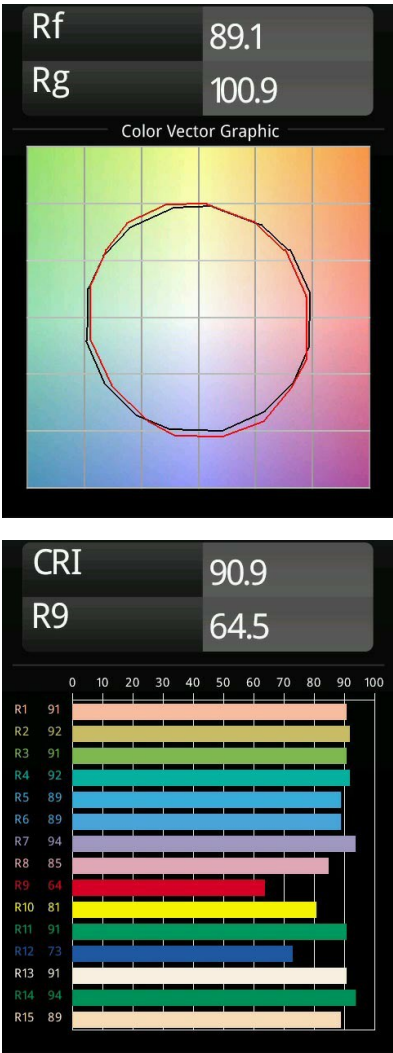 Rf 89.1
Rg 100.9
Color Vector Graphic
CRI 90.9
R9 64.5
0 10 20 30 40 50 60 70 80 90 100
R1 91
R2 92
R3 91
R4 92
R5 89
R6 89
R7 94
R8 85
R9 64
R10 81
R11 91
R12 73
R13 91
R14 94
R15 89